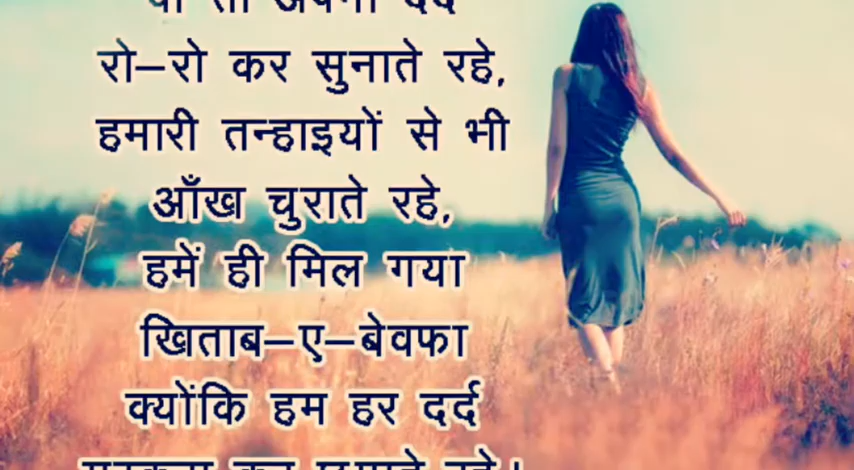 रो–रो कर सुनाते रहे,
हमारी तन्हाइयों से भी
आँख चुराते रहे,
हमें ही मिल गया
खिताब–ए–बेवफा
क्योंकि हम हर दर्द